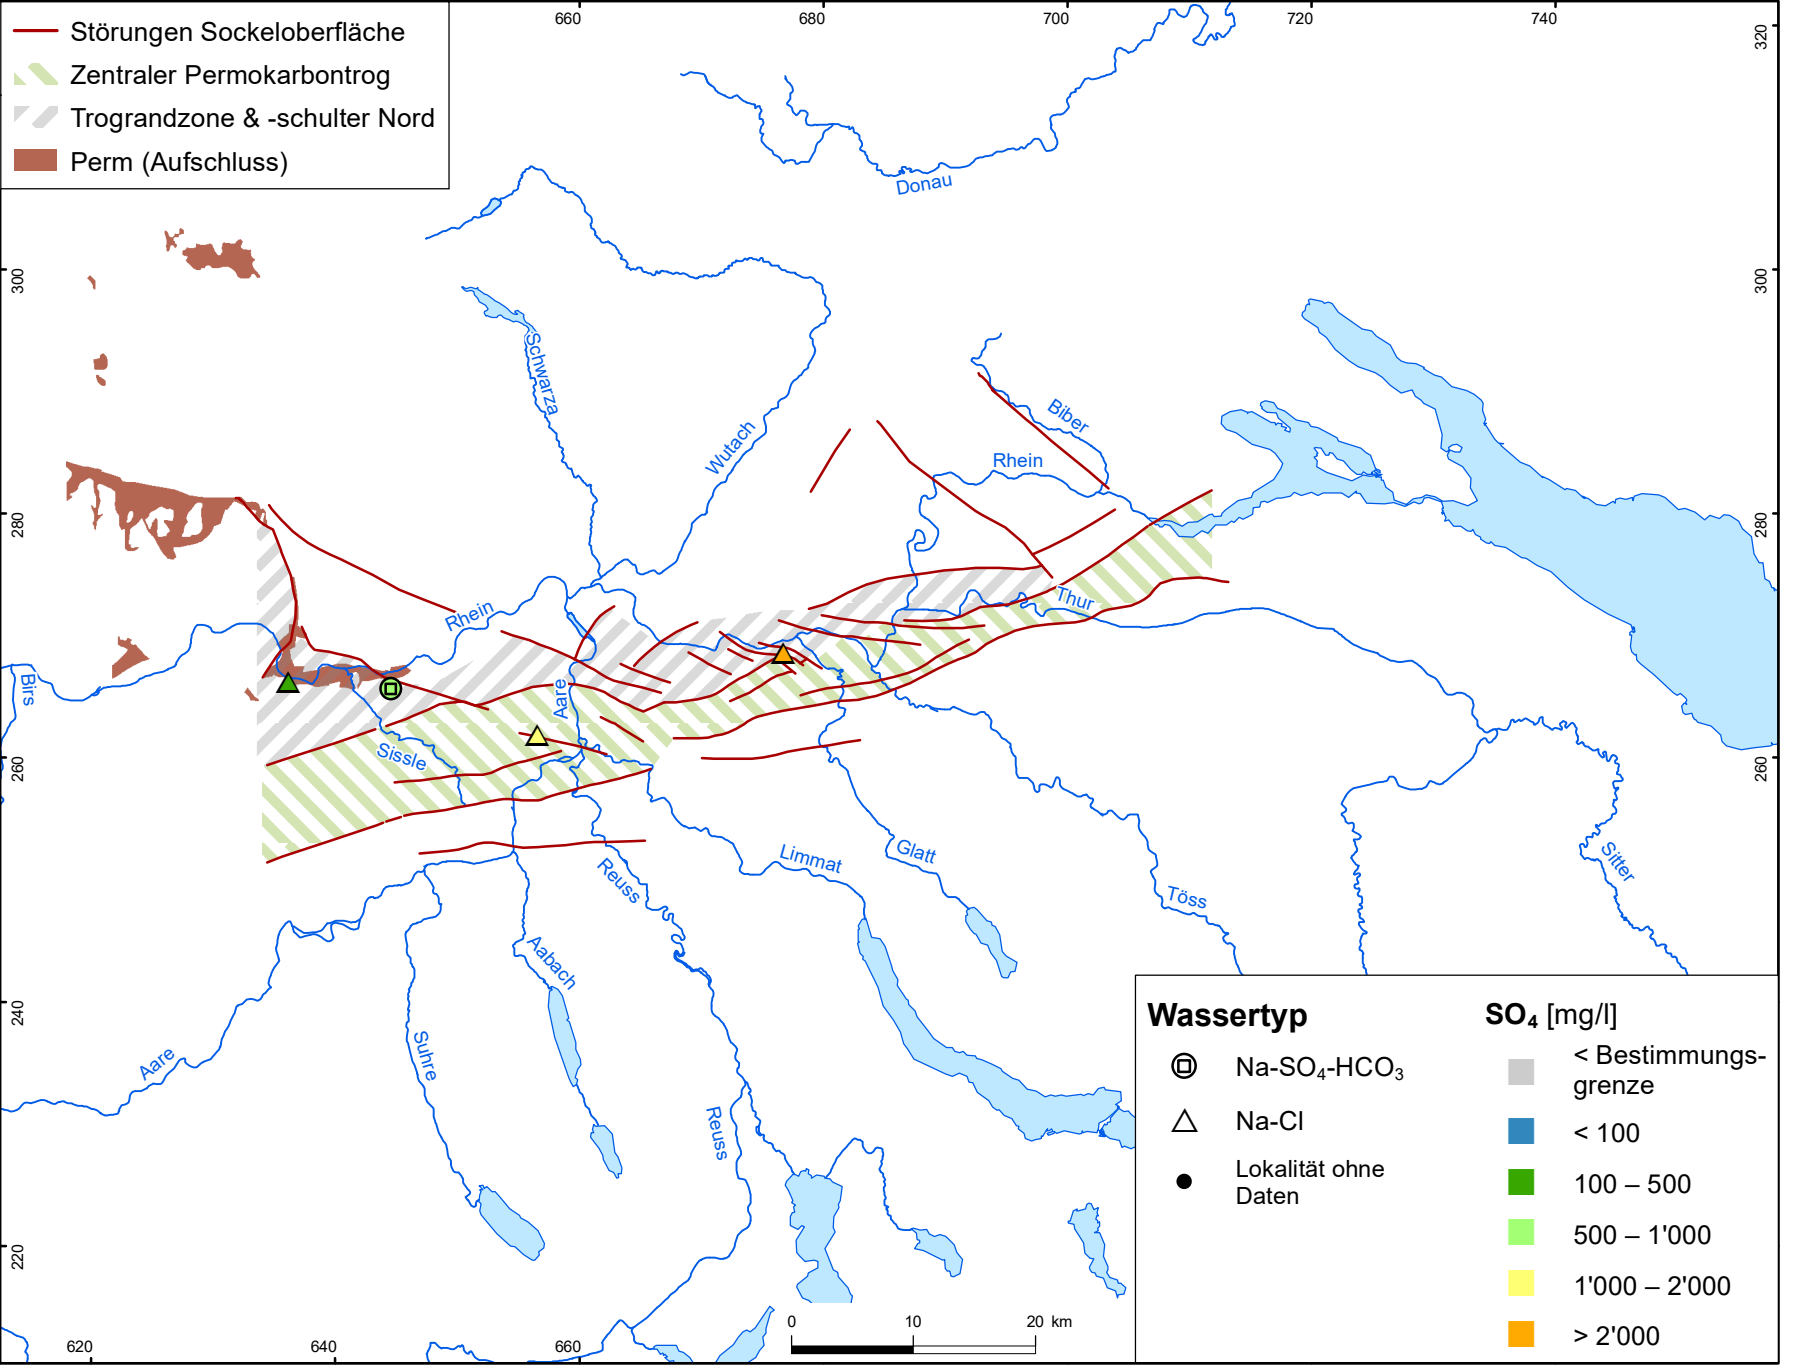 660
680
700
720
740
320
Störungen Sockeloberfläche
Zentraler Permokarbontrog
Trograndzone & -schulter Nord
Perm (Aufschluss)
Donau
300
300
Schwarza
Wutach
Biber
Rhein
280
280
Rhein
Thur
Birs
Aare
Sissle
260
260
Limmat
Glatt
Reuss
Töss
Sitter
Aabach
240
Suhre
Aare
Reuss
220
Wassertyp
Na-SO₄-HCO₃
Na-Cl
Lokalität ohne
Daten
SO₄ [mg/l]
< Bestimmungs-
grenze
< 100
100 – 500
500 – 1'000
1'000 – 2'000
> 2'000
0
10
20 km
620
640
660